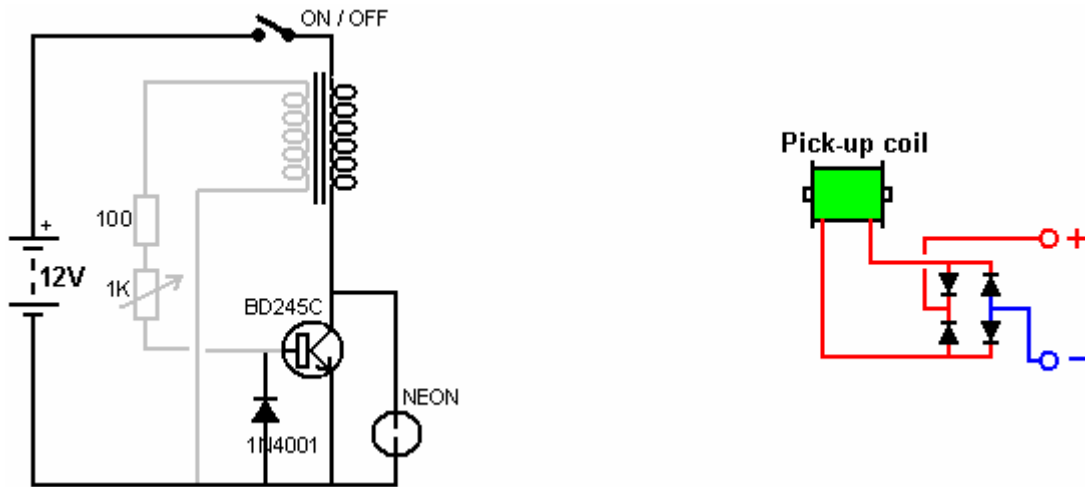 ON / OFF
Pick-up coil
100
+
+
12V
1K
BD245C
NEON
−
1N4001